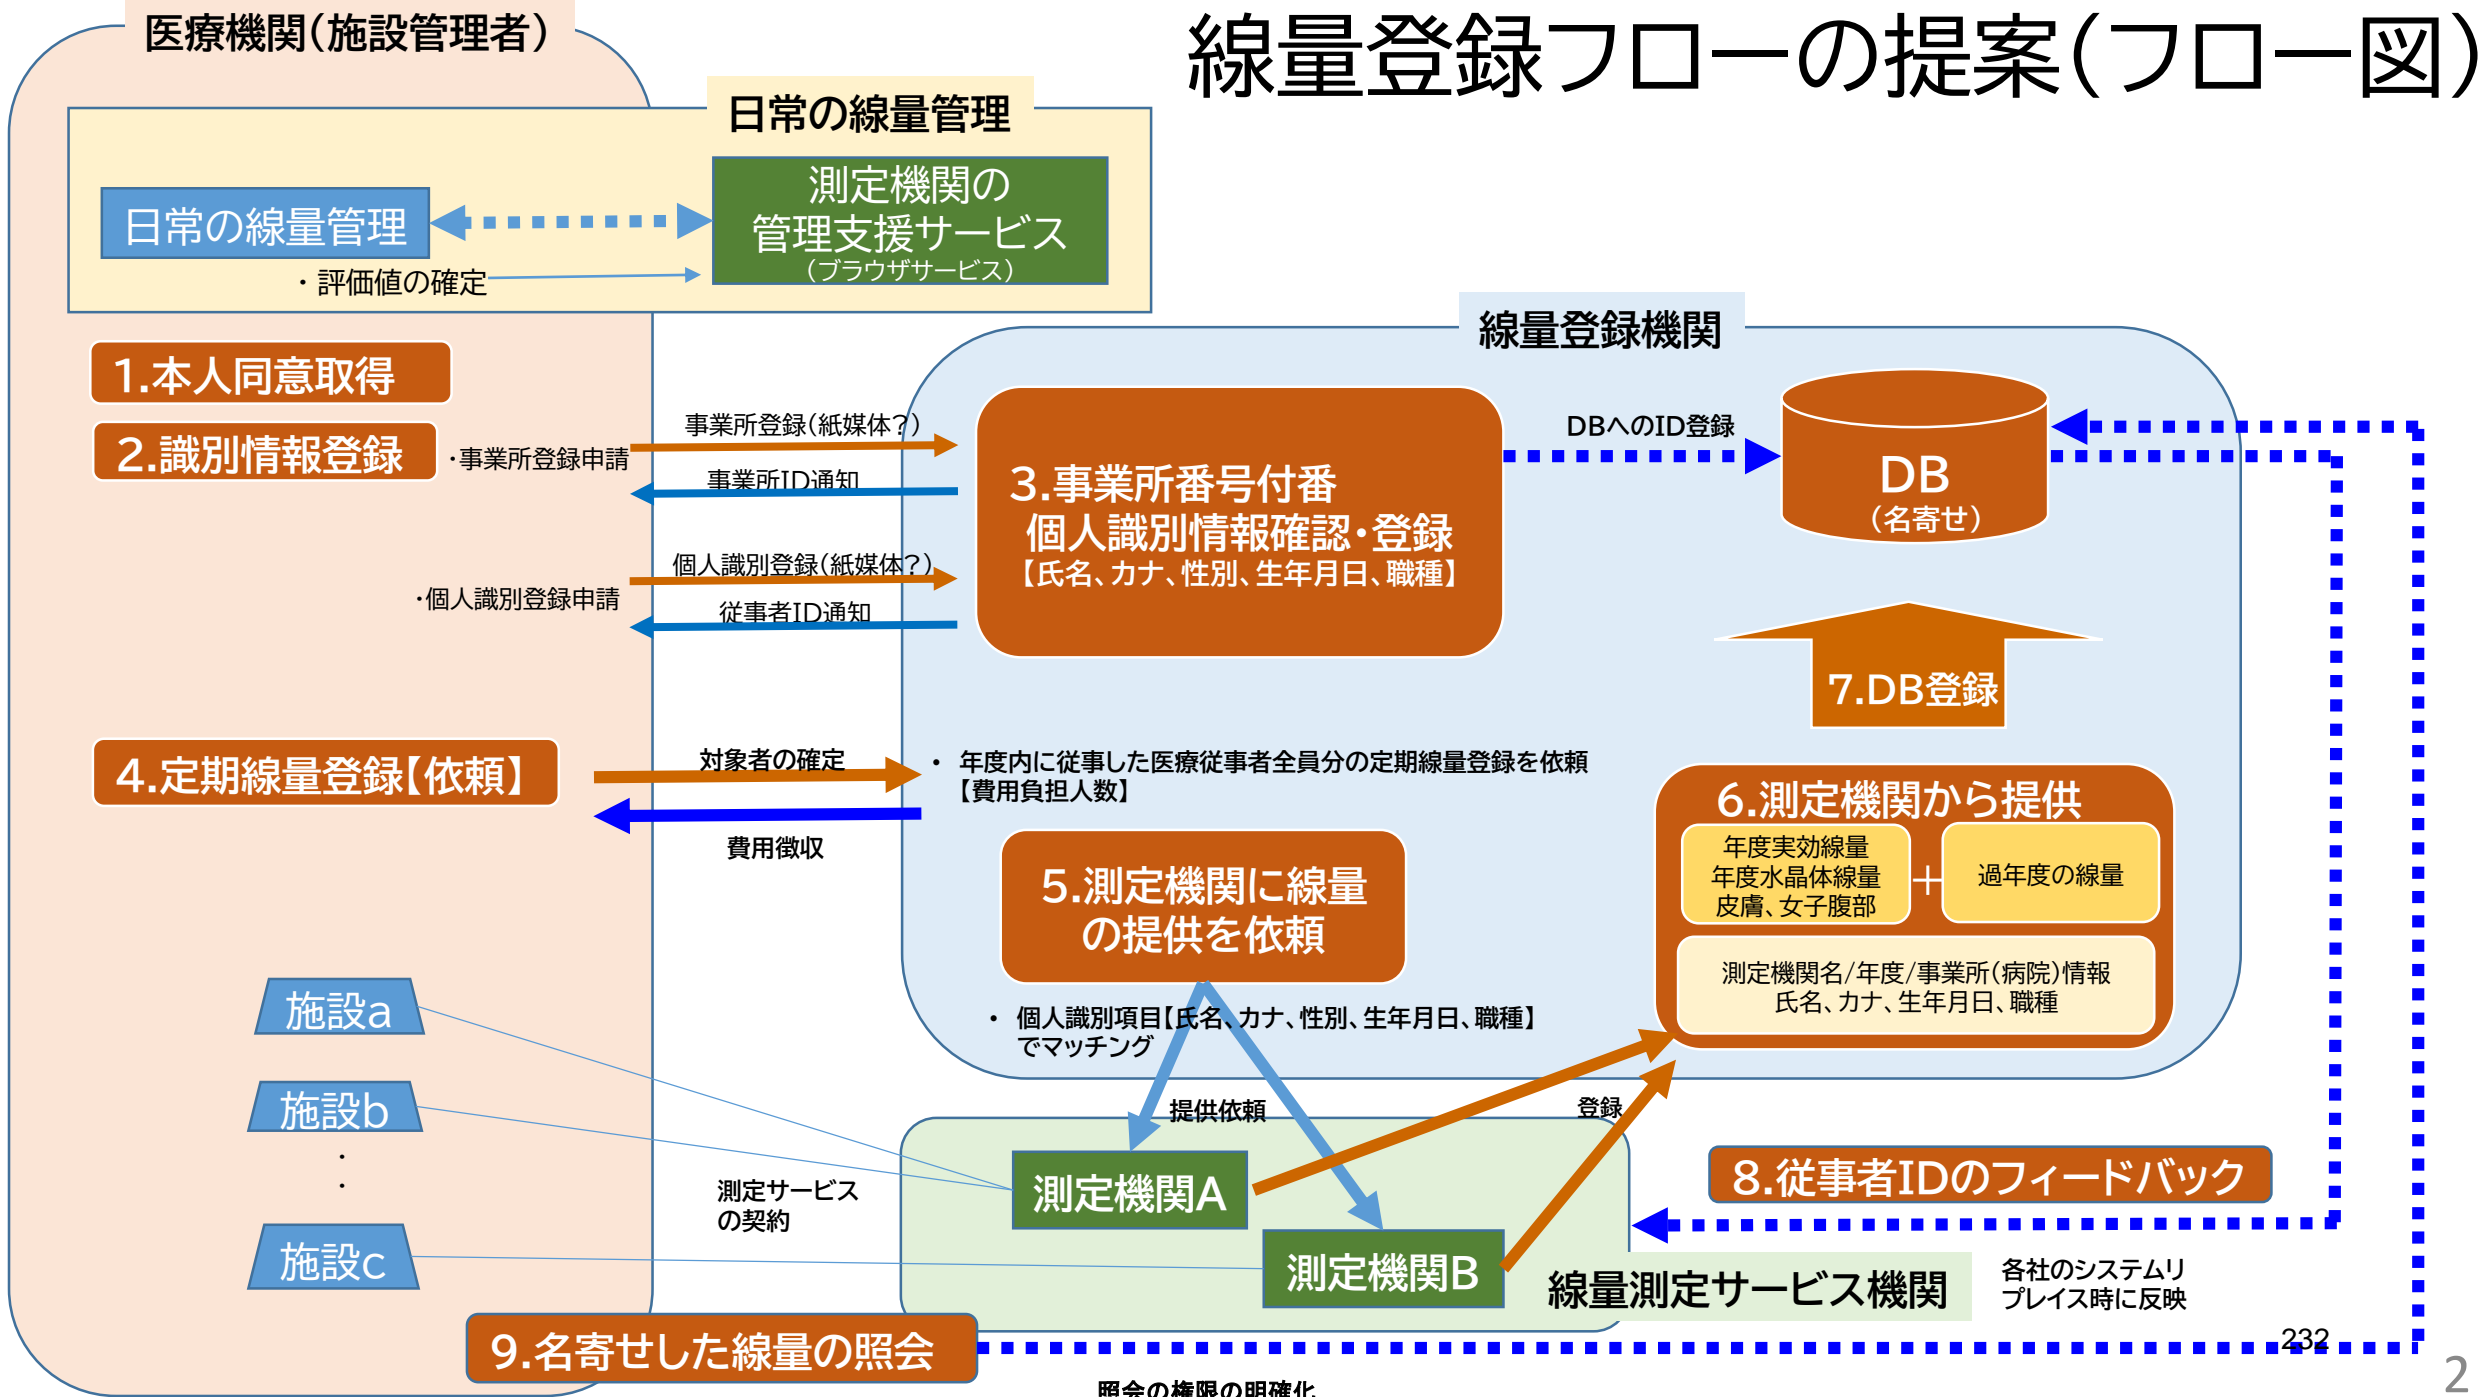 線量登録フローの提案（フロー図）
医療機関（施設管理者）
日常の線量管理
日常の線量管理
測定機関の
管理支援サービス
（ブラウザサービス）
・評価値の確定
1.本人同意取得
2.識別情報登録
・事業所登録申請
事業所登録（紙媒体？）
事業所ID通知
・個人識別登録申請
個人識別登録（紙媒体？）
従事者ID通知
線量登録機関
3.事業所番号付番
個人識別情報確認・登録
【氏名、カナ、性別、生年月日、職種】
DBへのID登録
DB
（名寄せ）
7.DB登録
4.定期線量登録【依頼】
対象者の確定
費用徴収
・ 年度内に従事した医療従事者全員分の定期線量登録を依頼
【費用負担人数】
5.測定機関に線量
の提供を依頼
・ 個人識別項目【氏名、カナ、性別、生年月日、職種】
でマッチング
6.測定機関から提供
年度実効線量
年度水晶体線量
皮膚、女子腹部
＋
過年度の線量
測定機関名/年度/事業所（病院）情報
氏名、カナ、生年月日、職種
施設a
施設b
・
・
施設c
測定サービス
の契約
提供依頼
登録
測定機関A
測定機関B
線量測定サービス機関
8.従事者IDのフィードバック
各社のシステムリ
プレイス時に反映
9.名寄せした線量の照会
照会の権限の明確化
232
2